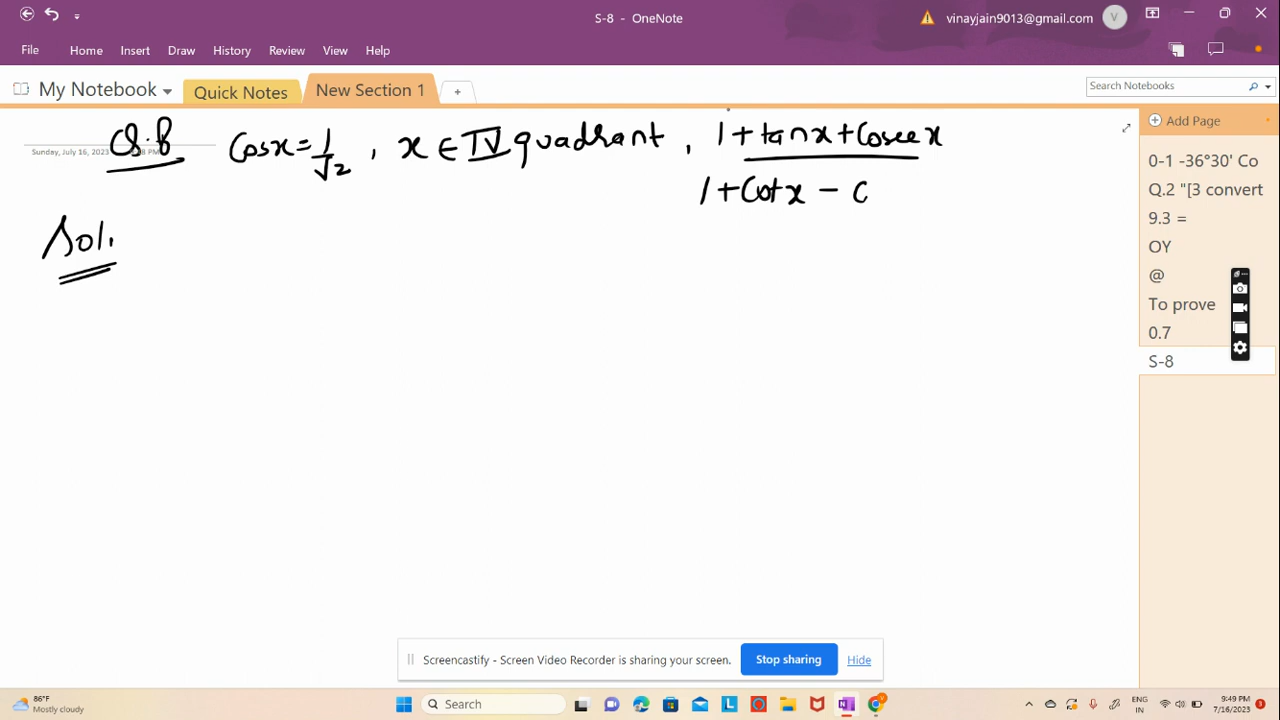 S-8 - OneNote
vinayjain9013@gmail.com
V
File Home Insert Draw History Review View Help
My Notebook
Quick Notes
New Section 1
+
Search Notebooks
Sunday, July 16, 2023
Cosx=1/√2 , x ∈ IV quadrant , 1+tanx+Cosec x
1+Cotx - C
Sol.
Add Page
0-1 -36°30' Co
Q.2 "[3 convert
9.3 =
OY
@
To prove
0.7
S-8
Screencastify - Screen Video Recorder is sharing your screen.
Stop sharing
Hide
86°F
Mostly cloudy
Search
ENG
IN
9:49 PM
7/16/2023